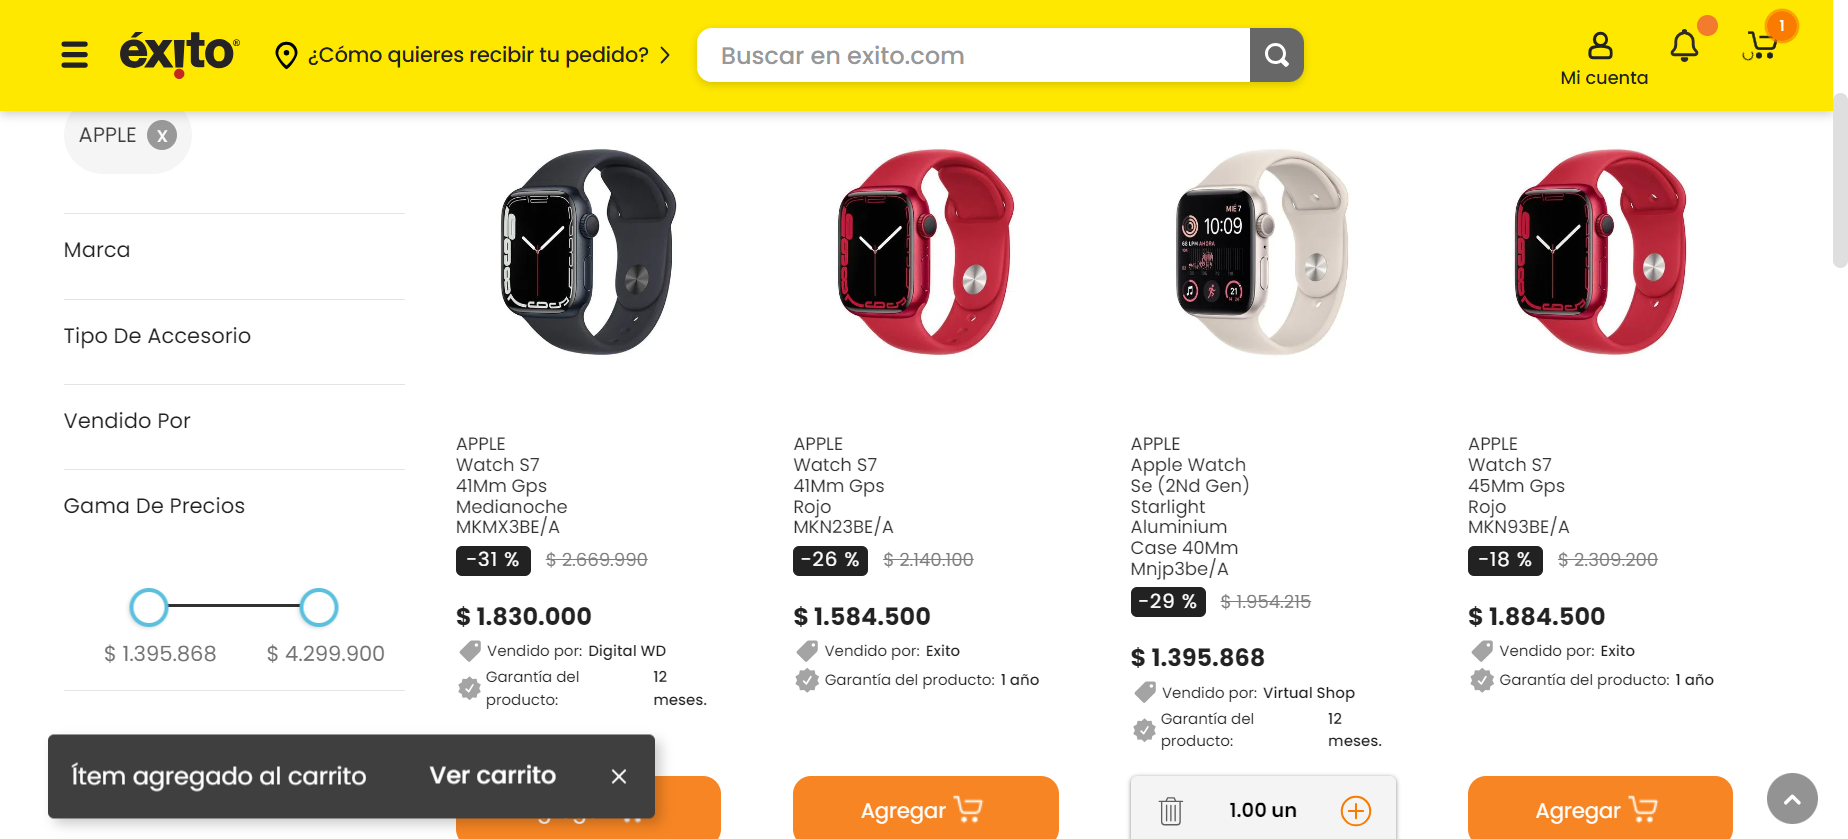 éxito®
¿Cómo quieres recibir tu pedido?
Buscar en exito.com
Mi cuenta
1
APPLE x
Marca
Tipo De Accesorio
Vendido Por
Gama De Precios
$ 1.395.868
$ 4.299.900
APPLE
Watch S7
41Mm Gps
Medianoche
MKMX3BE/A
-31 % $ 2.669.990
$ 1.830.000
Vendido por: Digital WD
Garantía del producto: 12 meses.
APPLE
Watch S7
41Mm Gps
Rojo
MKN23BE/A
-26 % $ 2.140.100
$ 1.584.500
Vendido por: Exito
Garantía del producto: 1 año
Agregar
MIÉ 7
10:09
68 LPM AHORA
21
APPLE
Apple Watch
Se (2Nd Gen)
Starlight
Aluminium
Case 40Mm
Mnjp3be/A
-29 % $ 1.954.215
$ 1.395.868
Vendido por: Virtual Shop
Garantía del producto: 12 meses.
1.00 un
APPLE
Watch S7
45Mm Gps
Rojo
MKN93BE/A
-18 % $ 2.309.200
$ 1.884.500
Vendido por: Exito
Garantía del producto: 1 año
Agregar
Ítem agregado al carrito
Ver carrito